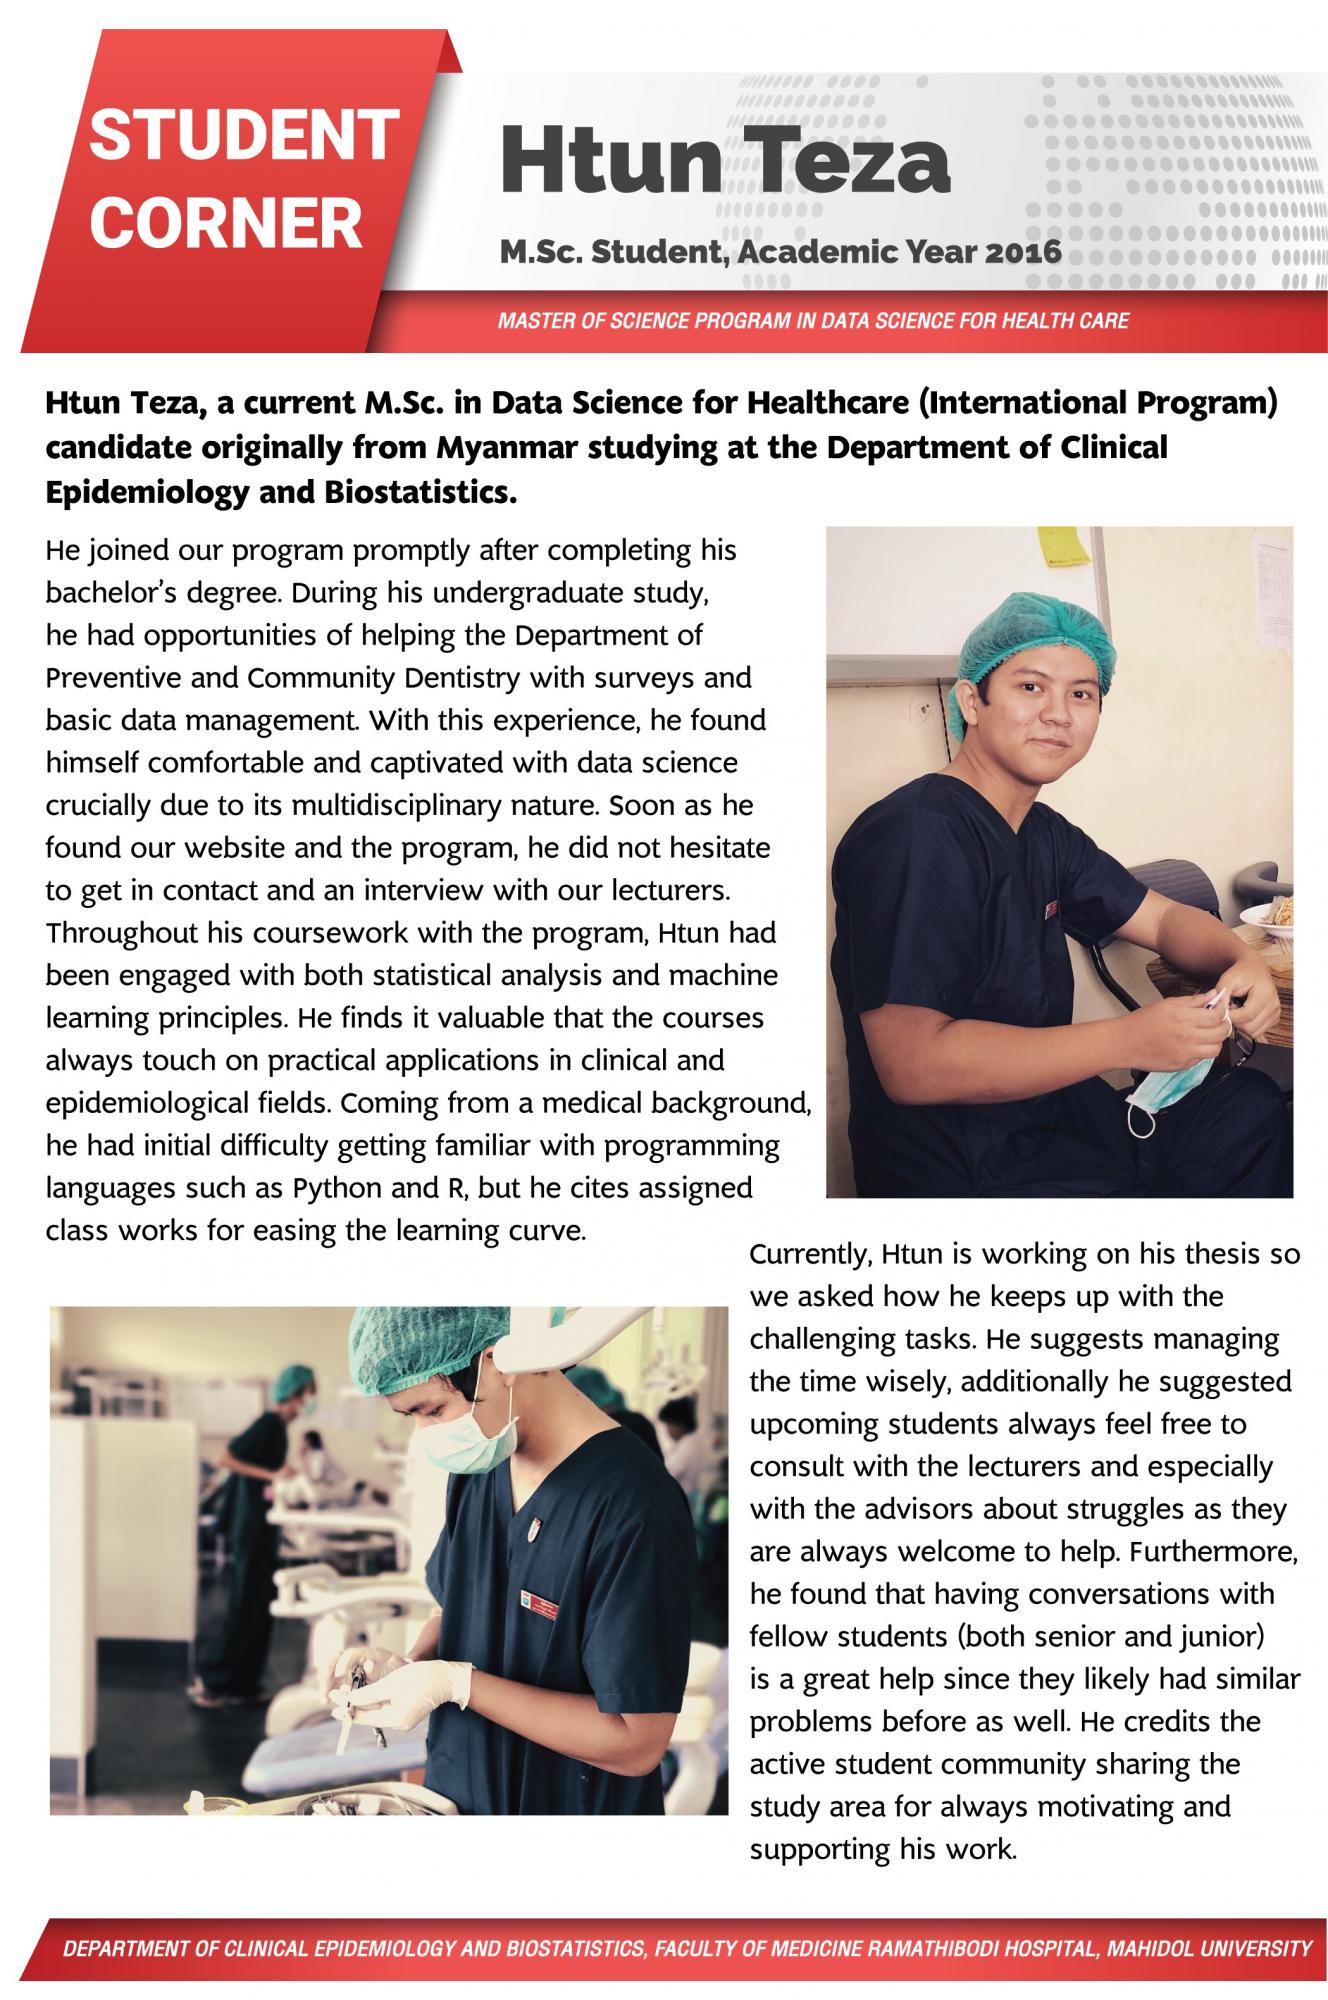 STUDENT
CORNER
Htun Teza
M.Sc. Student, Academic Year 2016
MASTER OF SCIENCE PROGRAM IN DATA SCIENCE FOR HEALTH CARE
Htun Teza, a current M.Sc. in Data Science for Healthcare (International Program)
candidate originally from Myanmar studying at the Department of Clinical
Epidemiology and Biostatistics.
He joined our program promptly after completing his
bachelor's degree. During his undergraduate study,
he had opportunities of helping the Department of
Preventive and Community Dentistry with surveys and
basic data management. With this experience, he found
himself comfortable and captivated with data science
crucially due to its multidisciplinary nature. Soon as he
found our website and the program, he did not hesitate
to get in contact and an interview with our lecturers.
Throughout his coursework with the program, Htun had
been engaged with both statistical analysis and machine
learning principles. He finds it valuable that the courses
always touch on practical applications in clinical and
epidemiological fields. Coming from a medical background,
he had initial difficulty getting familiar with programming
languages such as Python and R, but he cites assigned
class works for easing the learning curve.
Currently, Htun is working on his thesis so
we asked how he keeps up with the
challenging tasks. He suggests managing
the time wisely, additionally he suggested
upcoming students always feel free to
consult with the lecturers and especially
with the advisors about struggles as they
are always welcome to help. Furthermore,
he found that having conversations with
fellow students (both senior and junior)
is a great help since they likely had similar
problems before as well. He credits the
active student community sharing the
study area for always motivating and
supporting his work.
DEPARTMENT OF CLINICAL EPIDEMIOLOGY AND BIOSTATISTICS, FACULTY OF MEDICINE RAMATHIBODI HOSPITAL, MAHIDOL UNIVERSITY